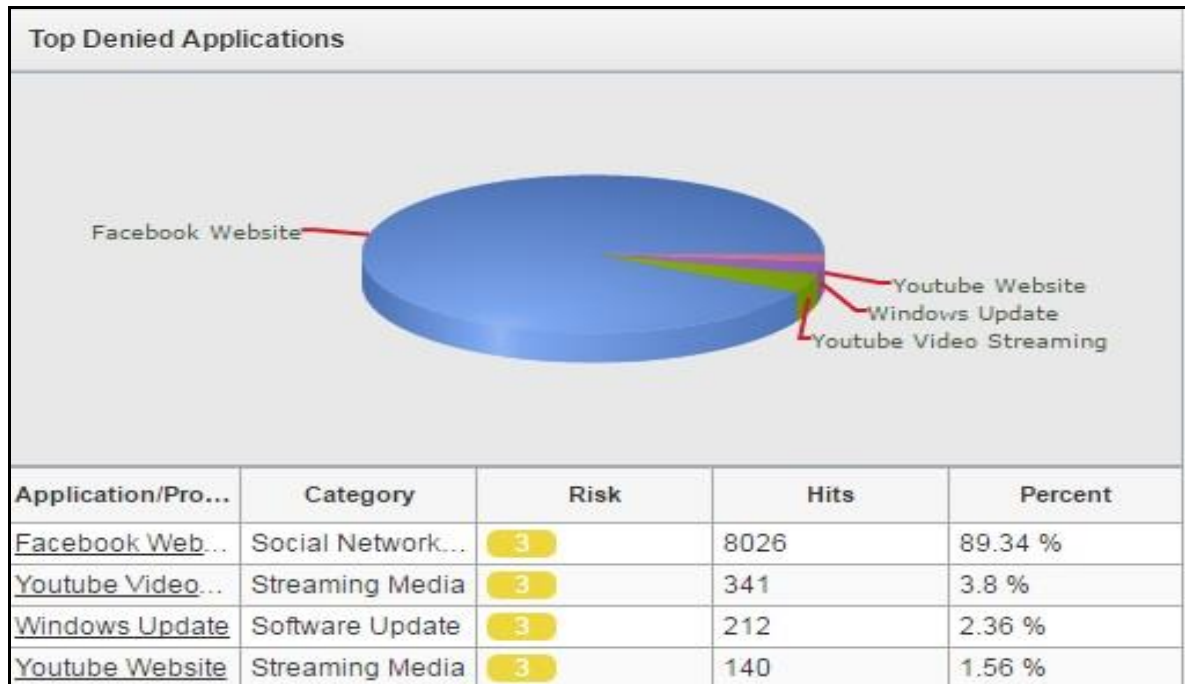 Top Denied Applications
Facebook Website
Youtube Website
Windows Update
Youtube Video Streaming
Application/Pro... Category Risk Hits Percent
Facebook Web... Social Network... 3 8026 89.34 %
Youtube Video... Streaming Media 3 341 3.8 %
Windows Update Software Update 3 212 2.36 %
Youtube Website Streaming Media 3 140 1.56 %